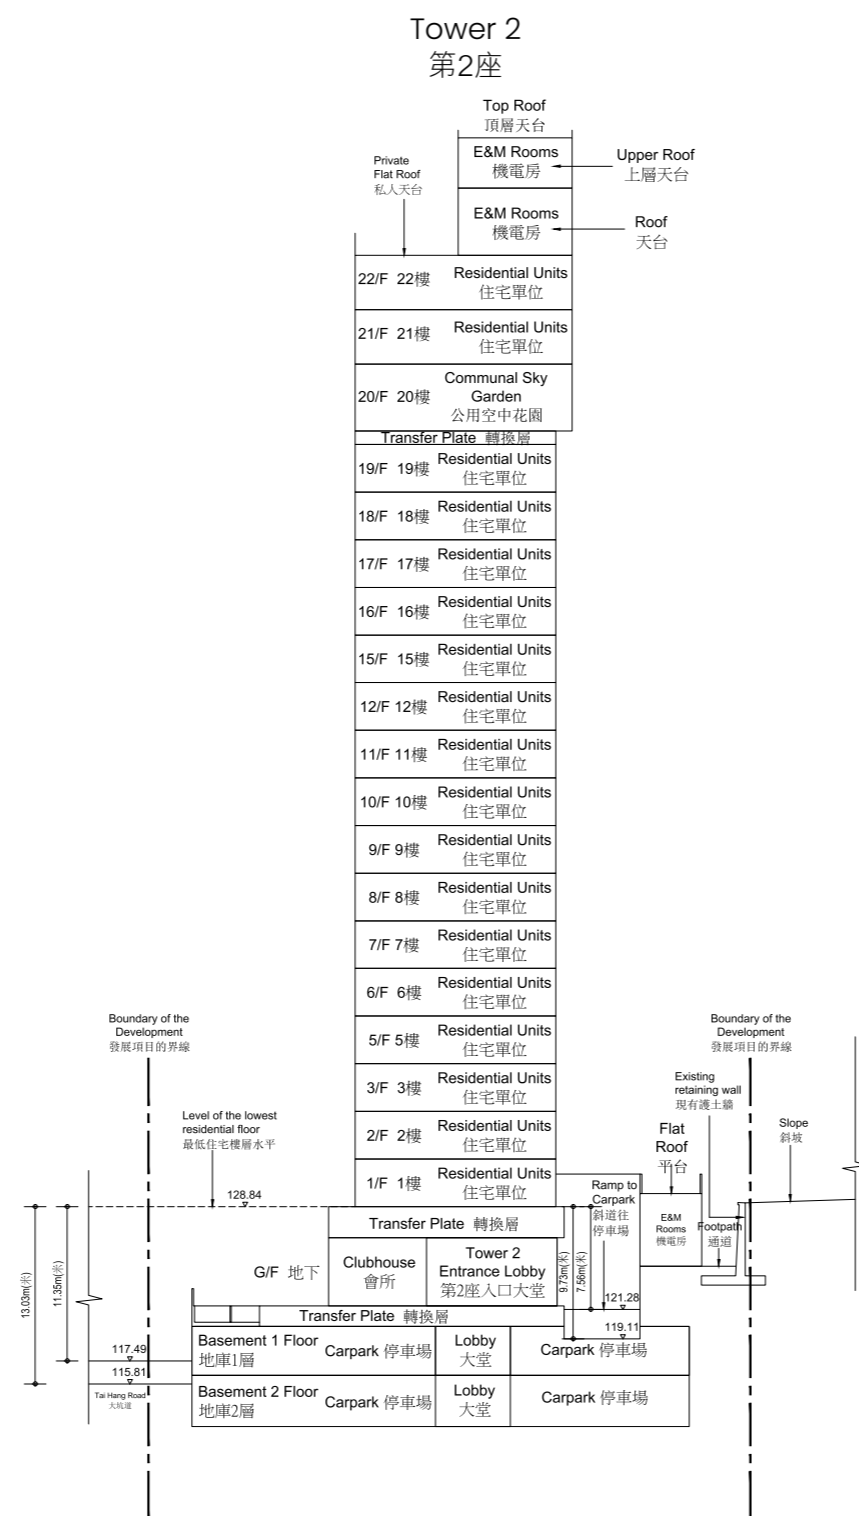 Tower 2
第2座
Top Roof
頂層天台
E&M Rooms
機電房
Upper Roof
上層天台
Private
Flat Roof
私人天台
E&M Rooms
機電房
Roof
天台
22/F 22樓 Residential Units
住宅單位
21/F 21樓 Residential Units
住宅單位
Communal Sky
Garden
20/F 20樓
公用空中花園
Transfer Plate 轉換層
19/F 19樓 Residential Units
住宅單位
18/F 18樓 Residential Units
住宅單位
17/F 17樓 Residential Units
住宅單位
16/F 16樓 Residential Units
住宅單位
15/F 15樓 Residential Units
住宅單位
12/F 12樓 Residential Units
住宅單位
11/F 11樓 Residential Units
住宅單位
10/F 10樓 Residential Units
住宅單位
9/F 9樓 Residential Units
住宅單位
8/F 8樓 Residential Units
住宅單位
7/F 7樓 Residential Units
住宅單位
6/F 6樓 Residential Units
住宅單位
5/F 5樓 Residential Units
住宅單位
3/F 3樓 Residential Units
住宅單位
2/F 2樓 Residential Units
住宅單位
1/F 1樓 Residential Units
住宅單位
Boundary of the
Development
發展項目的界線
Boundary of the
Development
發展項目的界線
Existing
retaining wall
現有護土牆
Level of the lowest
residential floor
最低住宅樓層水平
Flat
Roof
平台
Slope
斜坡
Ramp to
Carpark
斜道往
停車場
128.84
Transfer Plate 轉換層
E&M
Rooms
機電房
Footpath
通道
G/F 地下
Clubhouse
會所
Tower 2
Entrance Lobby
第2座入口大堂
9.73m(米)
7.56m(米)
13.03m(米)
11.35m(米)
121.28
119.11
Transfer Plate 轉換層
117.49
115.81
Tai Hang Road
大坑道
Basement 1 Floor
地庫1層
Carpark 停車場
Lobby
大堂
Carpark 停車場
Basement 2 Floor
地庫2層
Carpark 停車場
Lobby
大堂
Carpark 停車場